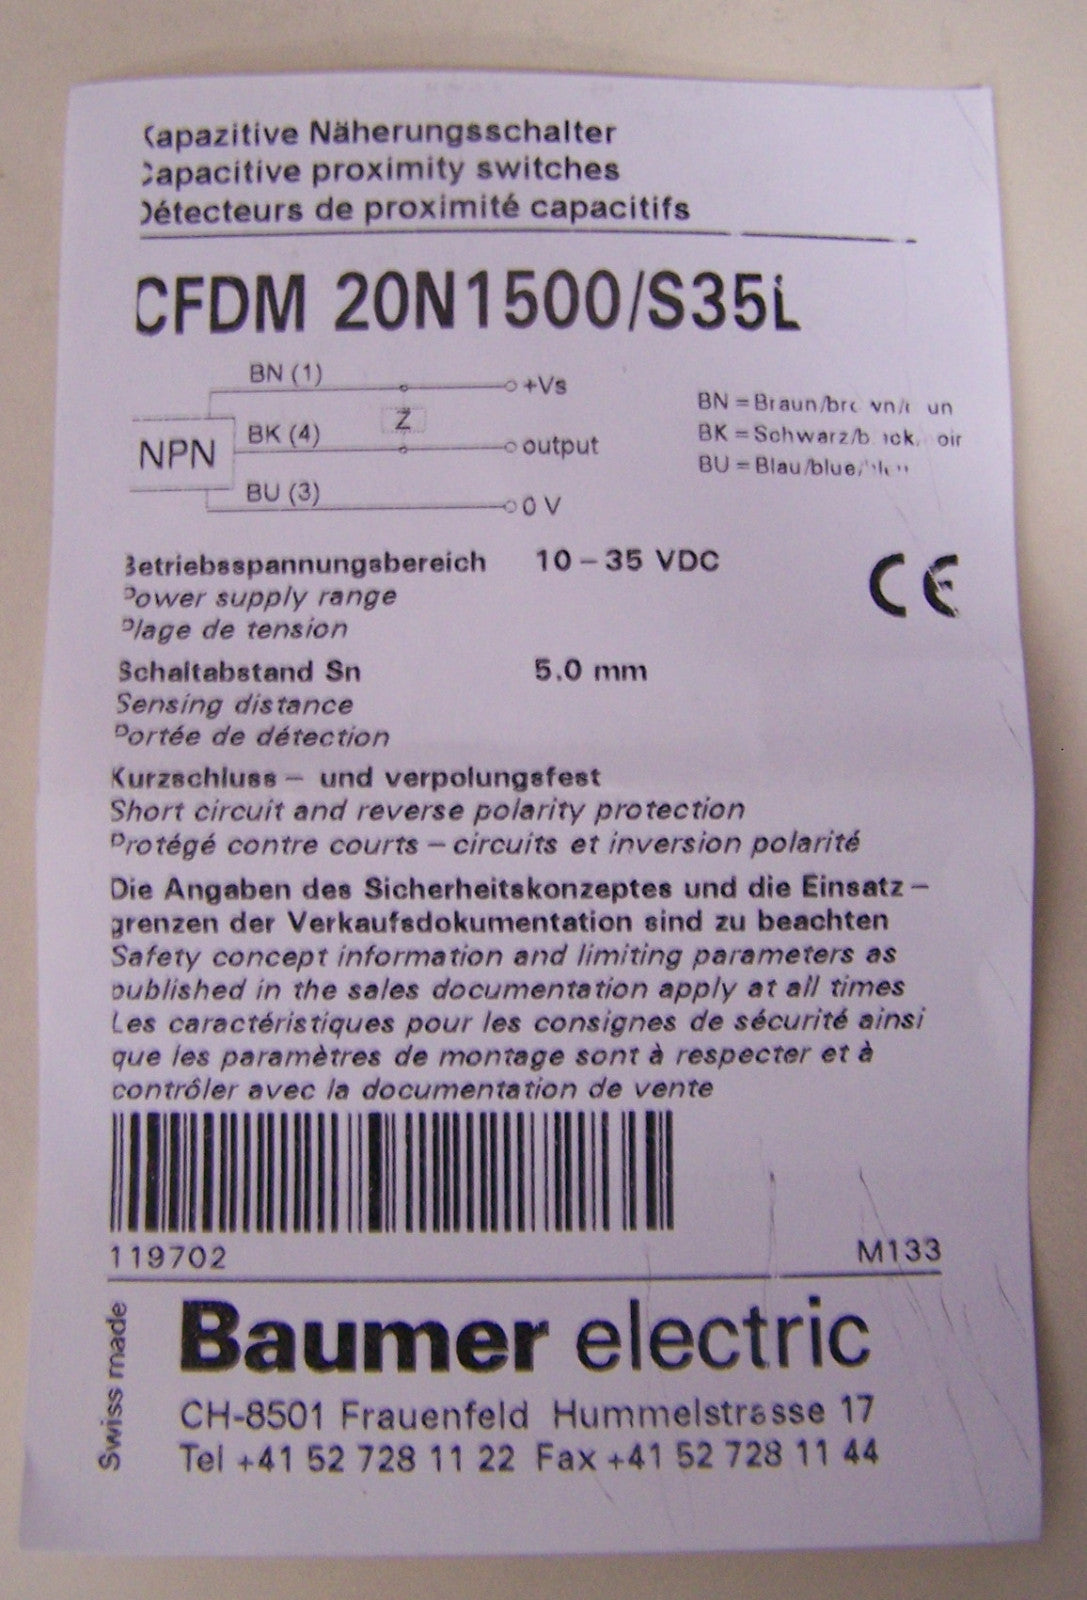 Kapazitive Näherungsschalter
Capacitive proximity switches
Détecteurs de proximité capacitifs
CFDM 20N1500/S35L
BN (1) +Vs
Z
NPN
BK (4) output
BU (3) 0 V
BN = Braun/brown/
BK = Schwarz/black,
BU = Blau/blue/
Betriebsspannungsbereich 10 – 35 VDC
Power supply range
Plage de tension
CE
Schaltabstand Sn 5.0 mm
Sensing distance
Portée de détection
Kurzschluss – und verpolungsfest
Short circuit and reverse polarity protection
Protégé contre courts – circuits et inversion polarité
Die Angaben des Sicherheitskonzeptes und die Einsatz –
grenzen der Verkaufsdokumentation sind zu beachten
Safety concept information and limiting parameters as
published in the sales documentation apply at all times
Les caractéristiques pour les consignes de sécurité ainsi
que les paramètres de montage sont à respecter et à
contrôler avec la documentation de vente
119702 M133
Swiss made
Baumer electric
CH-8501 Frauenfeld Hummelstrasse 17
Tel +41 52 728 11 22 Fax +41 52 728 11 44